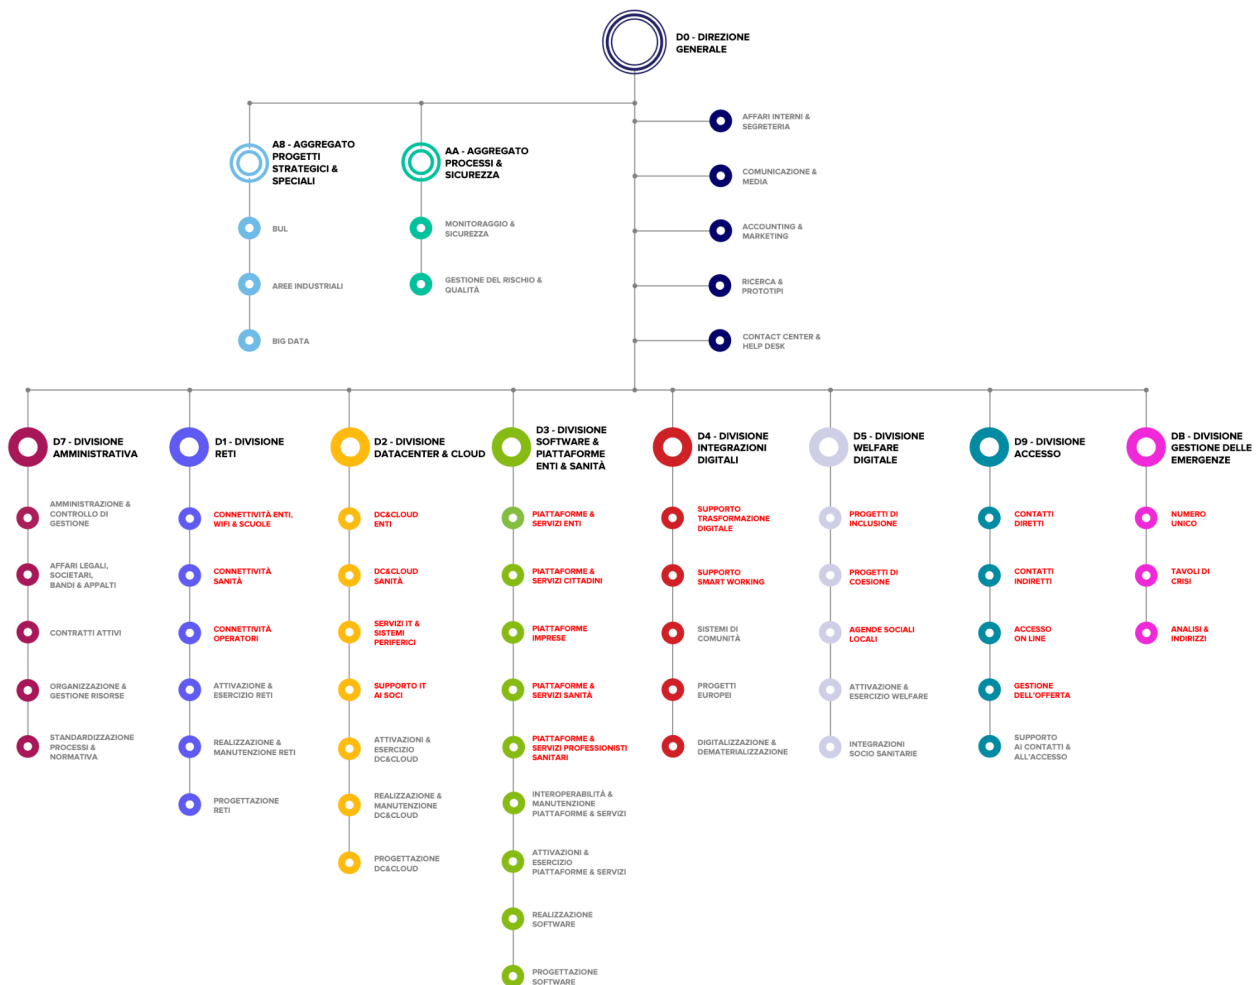 D0 - DIREZIONE
GENERALE
AFFARI INTERNI &
SEGRETERIA
A8 - AGGREGATO
PROGETTI
STRATEGICI &
SPECIALI
AA - AGGREGATO
PROCESSI &
SICUREZZA
COMUNICAZIONE &
MEDIA
BUL
MONITORAGGIO &
SICUREZZA
ACCOUNTING &
MARKETING
AREE INDUSTRIALI
GESTIONE DEL RISCHIO &
QUALITÀ
RICERCA &
PROTOTIPI
BIG DATA
CONTACT CENTER &
HELP DESK
D7 - DIVISIONE
AMMINISTRATIVA
AMMINISTRAZIONE &
CONTROLLO DI
GESTIONE
AFFARI LEGALI,
SOCIETARI,
BANDI & APPALTI
CONTRATTI ATTIVI
ORGANIZZAZIONE &
GESTIONE RISORSE
STANDARDIZZAZIONE
PROCESSI &
NORMATIVA
D1 - DIVISIONE
RETI
CONNETTIVITÀ ENTI,
WIFI & SCUOLE
CONNETTIVITÀ
SANITÀ
CONNETTIVITÀ
OPERATORI
ATTIVAZIONE &
ESERCIZIO RETI
REALIZZAZIONE &
MANUTENZIONE RETI
PROGETTAZIONE
RETI
D2 - DIVISIONE
DATACENTER & CLOUD
DC&CLOUD
ENTI
DC&CLOUD
SANITÀ
SERVIZI IT &
SISTEMI
PERIFERICI
SUPPORTO IT
AI SOCI
ATTIVAZIONI &
ESERCIZIO
DC&CLOUD
REALIZZAZIONE &
MANUTENZIONE
DC&CLOUD
PROGETTAZIONE
DC&CLOUD
D3 - DIVISIONE
SOFTWARE &
PIATTAFORME
ENTI & SANITÀ
PIATTAFORME &
SERVIZI ENTI
PIATTAFORME &
SERVIZI CITTADINI
PIATTAFORME
IMPRESE
PIATTAFORME &
SERVIZI SANITÀ
PIATTAFORME &
SERVIZI PROFESSIONISTI
SANITARI
INTEROPERABILITÀ &
MANUTENZIONE
PIATTAFORME & SERVIZI
ATTIVAZIONI &
ESERCIZIO
PIATTAFORME & SERVIZI
REALIZZAZIONE
SOFTWARE
PROGETTAZIONE
SOFTWARE
D4 - DIVISIONE
INTEGRAZIONI
DIGITALI
SUPPORTO
TRASFORMAZIONE
DIGITALE
SUPPORTO
SMART WORKING
SISTEMI DI
COMUNITÀ
PROGETTI
EUROPEI
DIGITALIZZAZIONE &
DEMATERIALIZZAZIONE
D5 - DIVISIONE
WELFARE
DIGITALE
PROGETTI DI
INCLUSIONE
PROGETTI DI
COESIONE
AGENDE SOCIALI
LOCALI
ATTIVAZIONE &
ESERCIZIO WELFARE
INTEGRAZIONI
SOCIO SANITARIE
D9 - DIVISIONE
ACCESSO
CONTATTI
DIRETTI
CONTATTI
INDIRETTI
ACCESSO
ON LINE
GESTIONE
DELL'OFFERTA
SUPPORTO
AI CONTATTI &
ALL'ACCESSO
DB - DIVISIONE
GESTIONE DELLE
EMERGENZE
NUMERO
UNICO
TAVOLI DI
CRISI
ANALISI &
INDIRIZZI